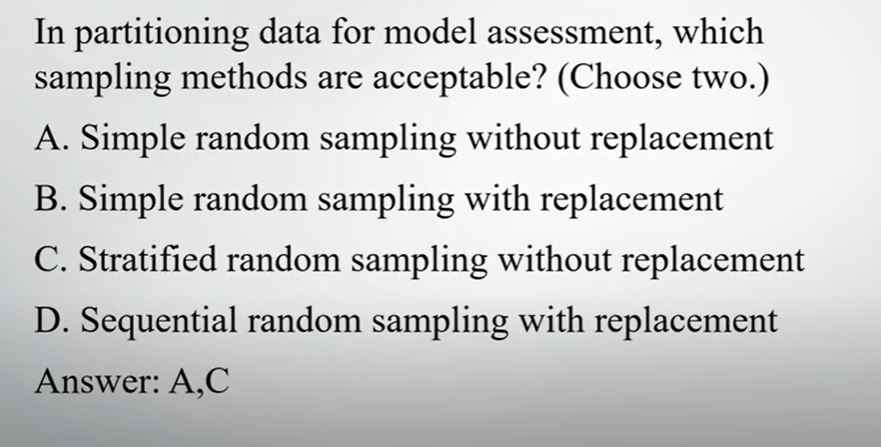 In partitioning data for model assessment, which
sampling methods are acceptable? (Choose two.)
A. Simple random sampling without replacement
B. Simple random sampling with replacement
C. Stratified random sampling without replacement
D. Sequential random sampling with replacement
Answer: A,C